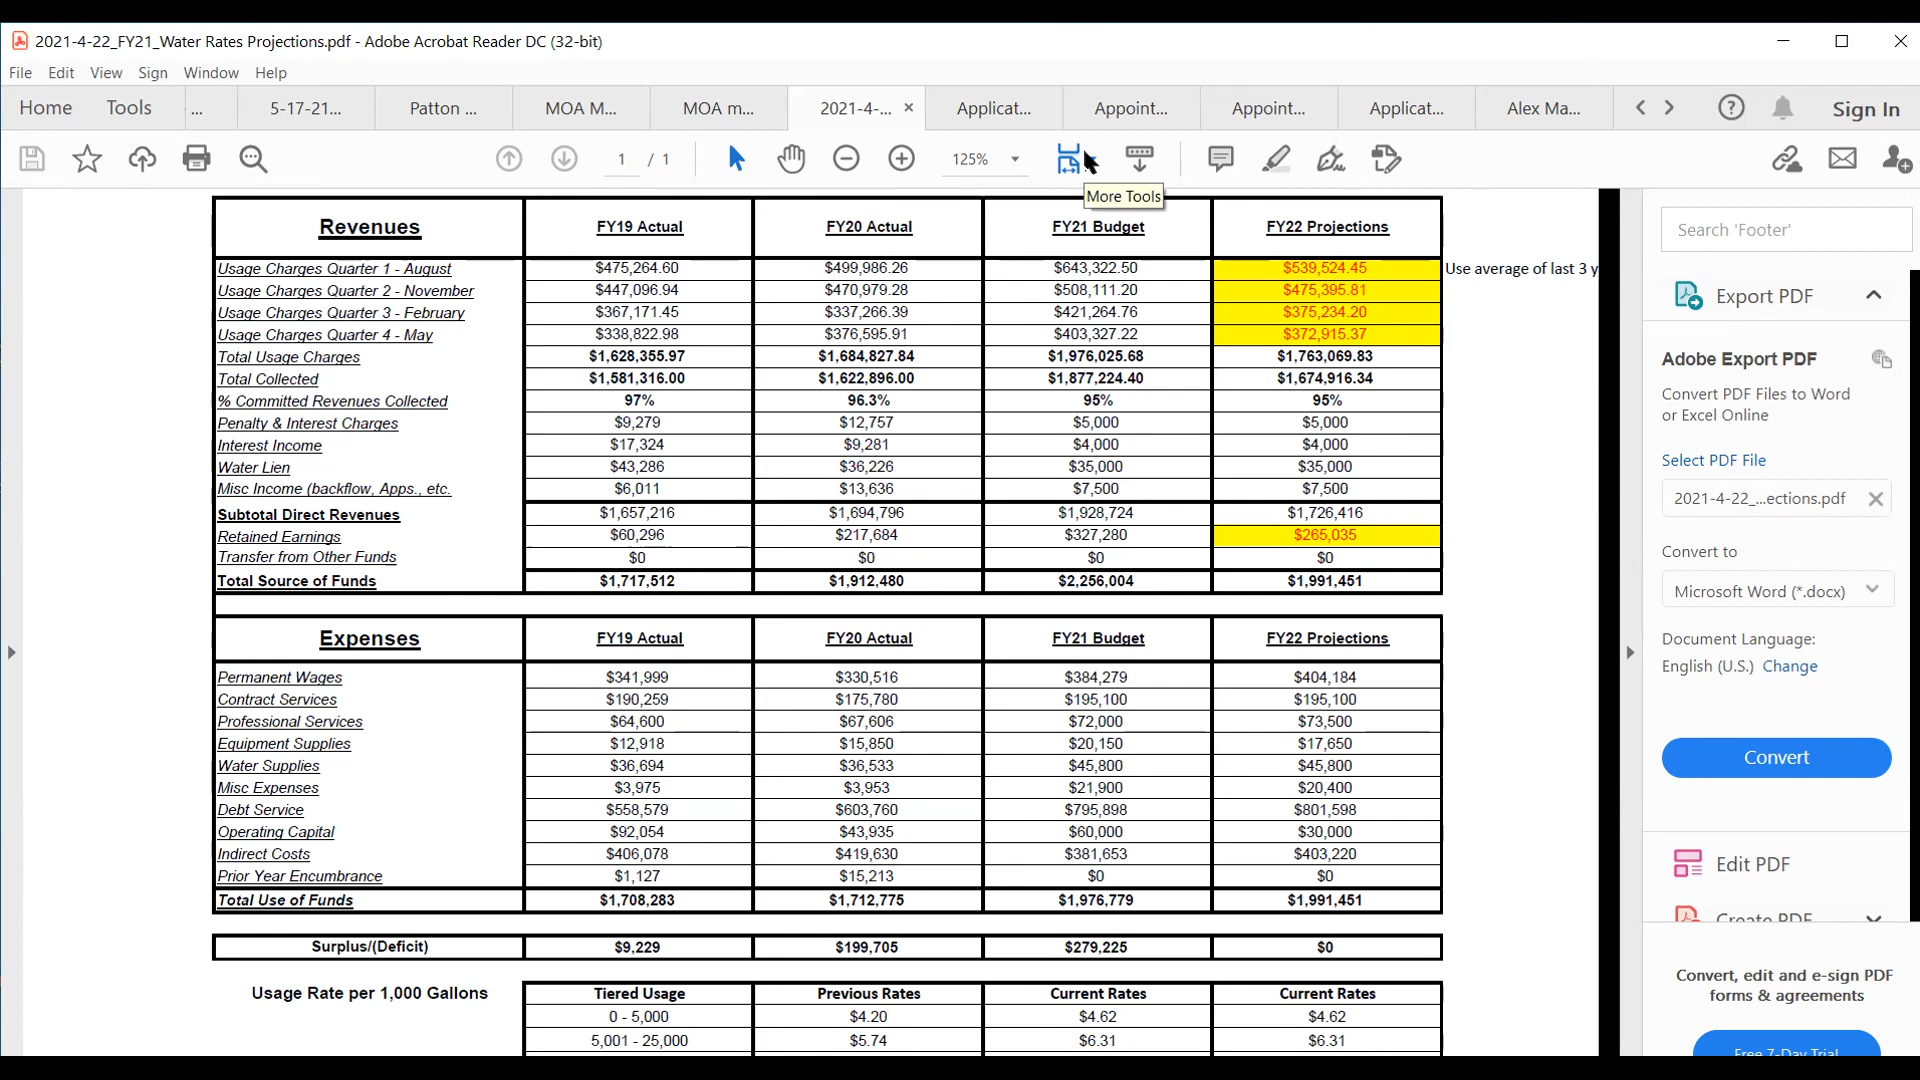 2021-4-22_FY21_Water Rates Projections.pdf - Adobe Acrobat Reader DC (32-bit)
File Edit View Sign Window Help
Home Tools ... 5-17-21... Patton ... MOA M... MOA m... 2021-4-... Applicat... Appoint... Appoint... Applicat... Alex Ma... Sign In
1 / 1 125%
More Tools
Revenues FY19 Actual FY20 Actual FY21 Budget FY22 Projections
Usage Charges Quarter 1 - August $475,264.60 $499,986.26 $643,322.50 $539,524.45 Use average of last 3 y
Usage Charges Quarter 2 - November $447,096.94 $470,979.28 $508,111.20 $475,395.81
Usage Charges Quarter 3 - February $367,171.45 $337,266.39 $421,264.76 $375,234.20
Usage Charges Quarter 4 - May $338,822.98 $376,595.91 $403,327.22 $372,915.37
Total Usage Charges $1,628,355.97 $1,684,827.84 $1,976,025.68 $1,763,069.83
Total Collected $1,581,316.00 $1,622,896.00 $1,877,224.40 $1,674,916.34
% Committed Revenues Collected 97% 96.3% 95% 95%
Penalty & Interest Charges $9,279 $12,757 $5,000 $5,000
Interest Income $17,324 $9,281 $4,000 $4,000
Water Lien $43,286 $36,226 $35,000 $35,000
Misc Income (backflow, Apps., etc. $6,011 $13,636 $7,500 $7,500
Subtotal Direct Revenues $1,657,216 $1,694,796 $1,928,724 $1,726,416
Retained Earnings $60,296 $217,684 $327,280 $265,035
Transfer from Other Funds $0 $0 $0 $0
Total Source of Funds $1,717,512 $1,912,480 $2,256,004 $1,991,451
Expenses FY19 Actual FY20 Actual FY21 Budget FY22 Projections
Permanent Wages $341,999 $330,516 $384,279 $404,184
Contract Services $190,259 $175,780 $195,100 $195,100
Professional Services $64,600 $67,606 $72,000 $73,500
Equipment Supplies $12,918 $15,850 $20,150 $17,650
Water Supplies $36,694 $36,533 $45,800 $45,800
Misc Expenses $3,975 $3,953 $21,900 $20,400
Debt Service $558,579 $603,760 $795,898 $801,598
Operating Capital $92,054 $43,935 $60,000 $30,000
Indirect Costs $406,078 $419,630 $381,653 $403,220
Prior Year Encumbrance $1,127 $15,213 $0 $0
Total Use of Funds $1,708,283 $1,712,775 $1,976,779 $1,991,451
Surplus/(Deficit) $9,229 $199,705 $279,225 $0
Usage Rate per 1,000 Gallons Tiered Usage Previous Rates Current Rates Current Rates
0 - 5,000 $4.20 $4.62 $4.62
5,001 - 25,000 $5.74 $6.31 $6.31
Search 'Footer'
Export PDF
Adobe Export PDF
Convert PDF Files to Word
or Excel Online
Select PDF File
2021-4-22_...ections.pdf
Convert to
Microsoft Word (*.docx)
Document Language:
English (U.S.) Change
Convert
Edit PDF
Create PDF
Convert, edit and e-sign PDF
forms & agreements
Free 7-Day Trial